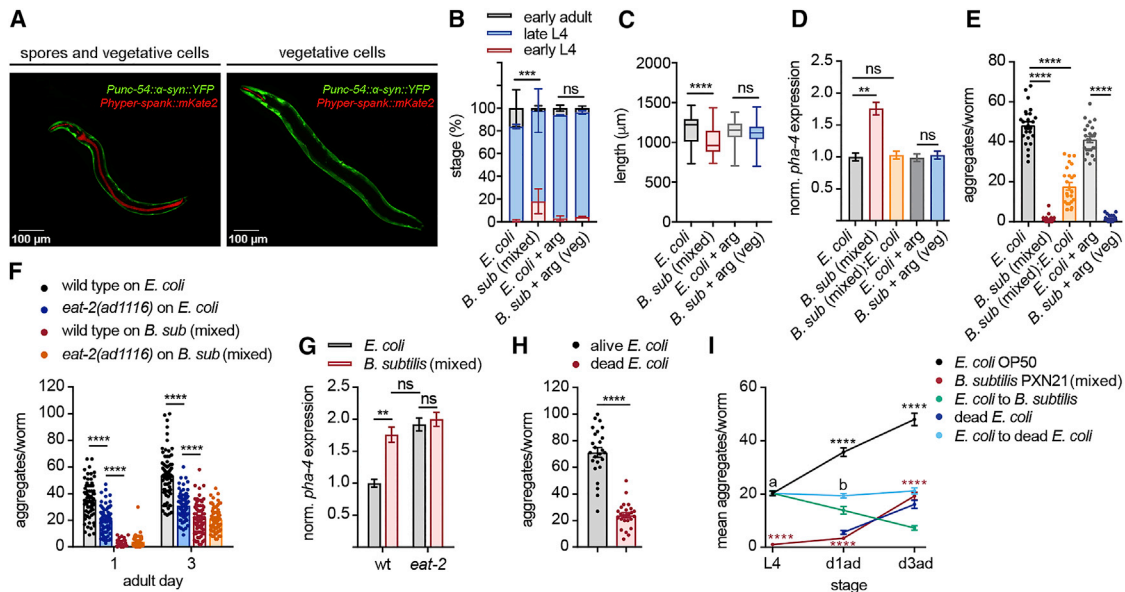 A
spores and vegetative cells
vegetative cells
Punc-54::α-syn::YFP
Phyper-spank::mKate2
100 µm
Punc-54::α-syn::YFP
Phyper-spank::mKate2
100 µm
B
early adult
late L4
early L4
***
ns
100
80
60
40
20
0
stage (%)
E. coli
B. sub (mixed)
E. coli + arg
B. sub + arg (veg)
C
****
ns
2000
1000
0
length (µm)
E. coli
B. sub (mixed)
E. coli + arg
B. sub + arg (veg)
D
ns
**
ns
2.5
2.0
1.5
1.0
0.5
norm. pha-4 expression
E. coli
B. sub (mixed)
B. sub (mixed):E. coli
E. coli + arg
B. sub + arg (veg)
E
****
****
****
80
60
40
20
0
aggregates/worm
E. coli
B. sub (mixed)
B. sub (mixed):E. coli
E. coli + arg
B. sub + arg (veg)
F
wild type on E. coli
eat-2(ad1116) on E. coli
wild type on B. sub (mixed)
eat-2(ad1116) on B. sub (mixed)
****
****
****
****
120
100
80
60
40
20
0
aggregates/worm
1
3
adult day
G
E. coli
B. subtilis (mixed)
ns
**
ns
2.5
2.0
1.5
1.0
0.5
norm. pha-4 expression
wt
eat-2
H
alive E. coli
dead E. coli
****
120
100
80
60
40
20
0
aggregates/worm
I
E. coli OP50
B. subtilis PXN21 (mixed)
E. coli to B. subtilis
dead E. coli
E. coli to dead E. coli
60
40
20
0
mean aggregates/worm
****
****
****
a
b
****
****
L4
d1ad
d3ad
stage